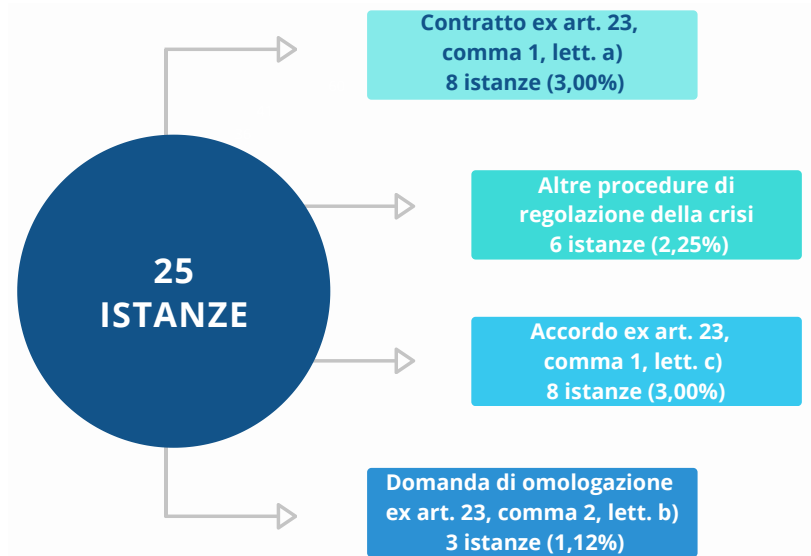 Contratto ex art. 23,
comma 1, lett. a)
8 istanze (3,00%)
Altre procedure di
regolazione della crisi
6 istanze (2,25%)
25
ISTANZE
Accordo ex art. 23,
comma 1, lett. c)
8 istanze (3,00%)
Domanda di omologazione
ex art. 23, comma 2, lett. b)
3 istanze (1,12%)